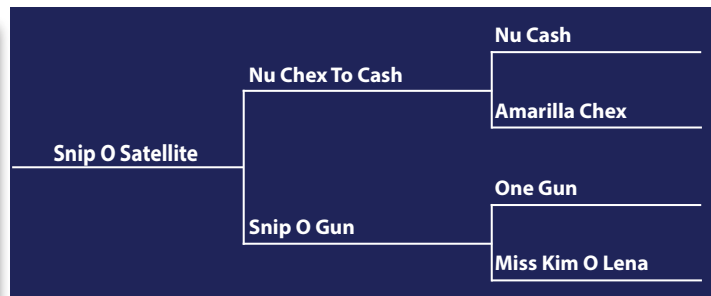 Nu Cash
Nu Chex To Cash
Amarilla Chex
Snip O Satellite
One Gun
Snip O Gun
Miss Kim O Lena